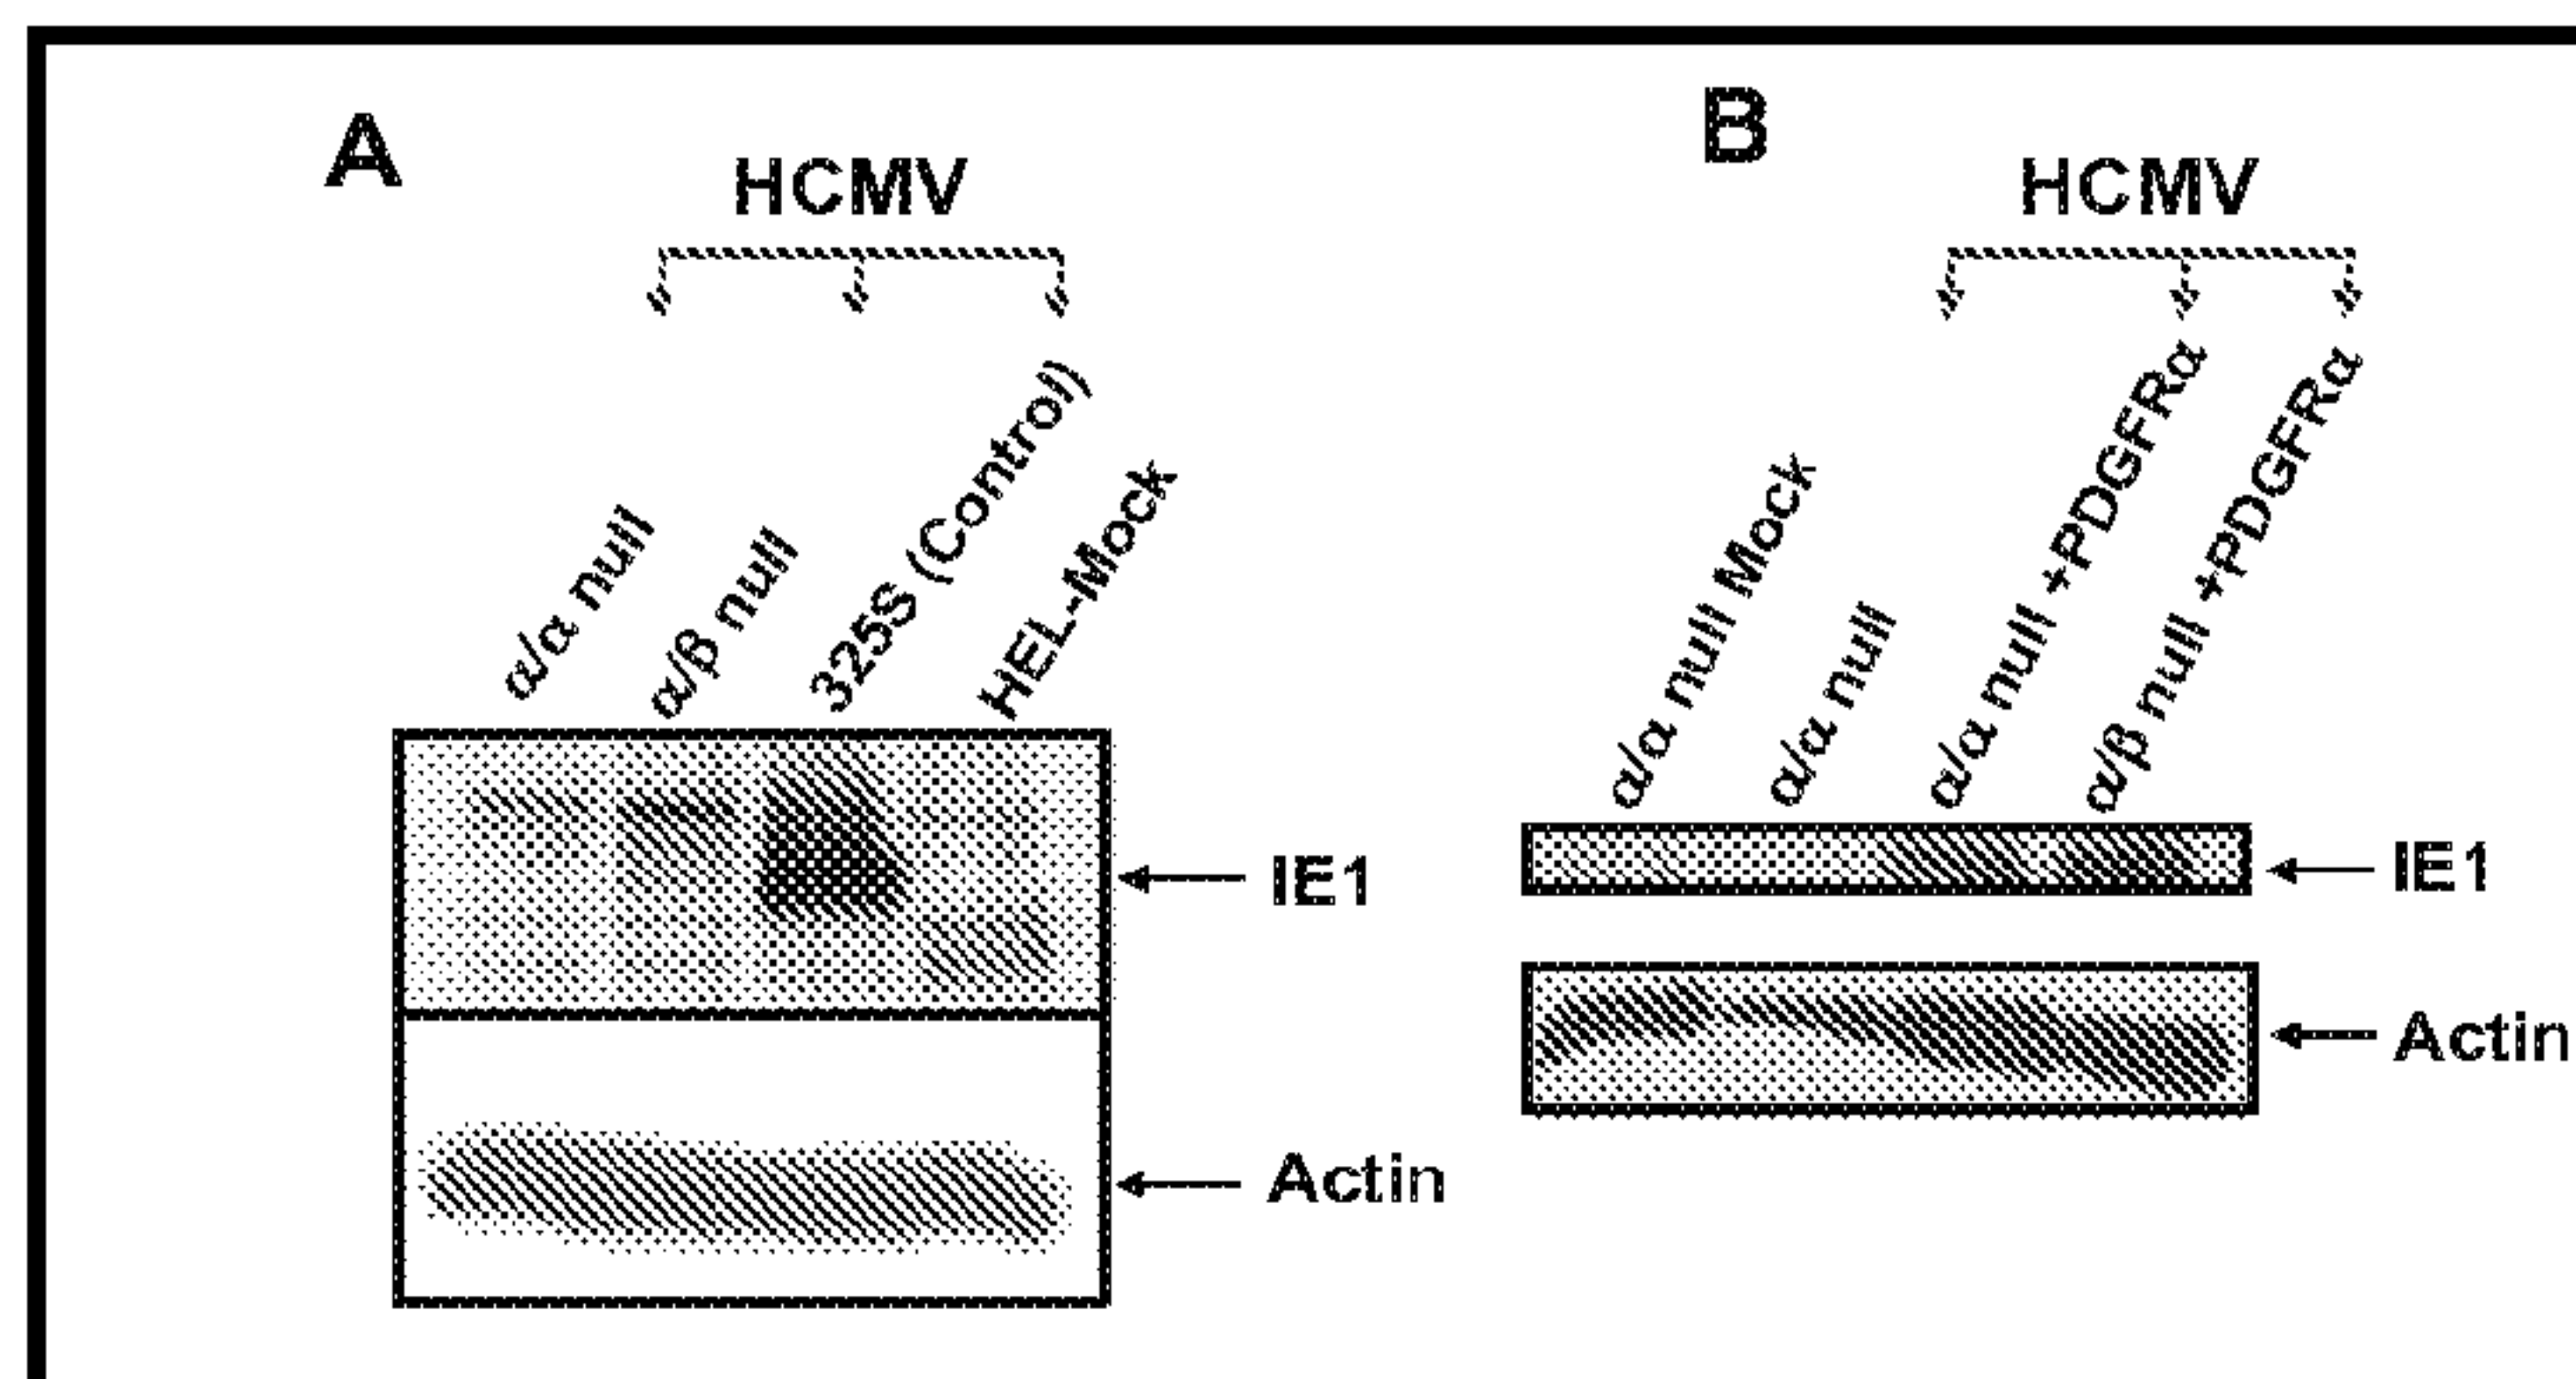 A
HCMV
α/α null
α/β null
325S (Control)
HEL-Mock
IE1
Actin
B
HCMV
α/α null Mock
α/α null
α/α null +PDGFRα
α/β null +PDGFRα
IE1
Actin